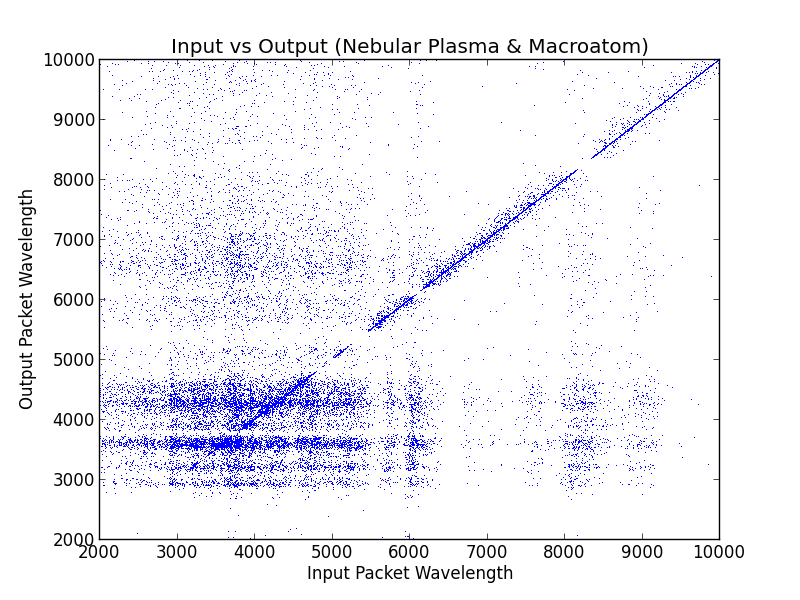 Input vs Output (Nebular Plasma & Macroatom)
10000
9000
8000
7000
6000
5000
4000
3000
2000
Output Packet Wavelength
2000 3000 4000 5000 6000 7000 8000 9000 10000
Input Packet Wavelength